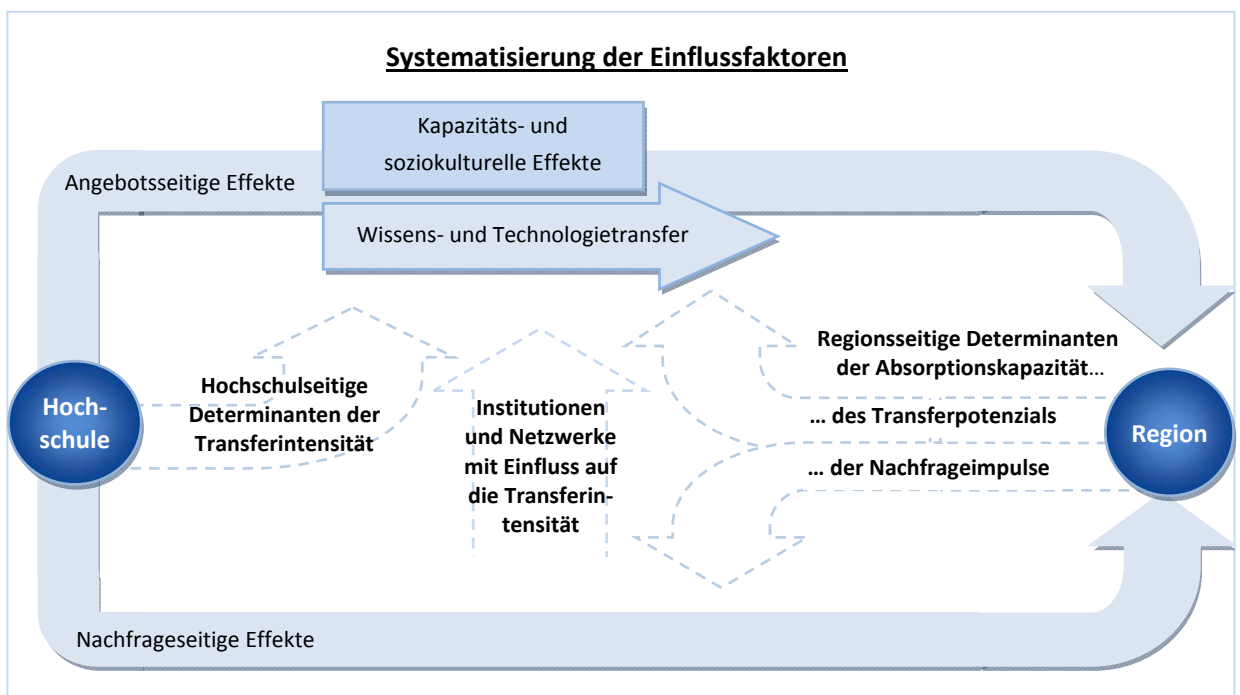 Systematisierung der Einflussfaktoren
Kapazitäts- und
soziokulturelle Effekte
Angebotsseitige Effekte
Wissens- und Technologietransfer
Regionsseitige Determinanten
der Absorptionskapazität...
... des Transferpotenzials
... der Nachfrageimpulse
Hochschulseitige
Determinanten der
Transferintensität
Institutionen
und Netzwerke
mit Einfluss auf
die Transferin-
tensität
Hoch-
schule
Region
Nachfrageseitige Effekte